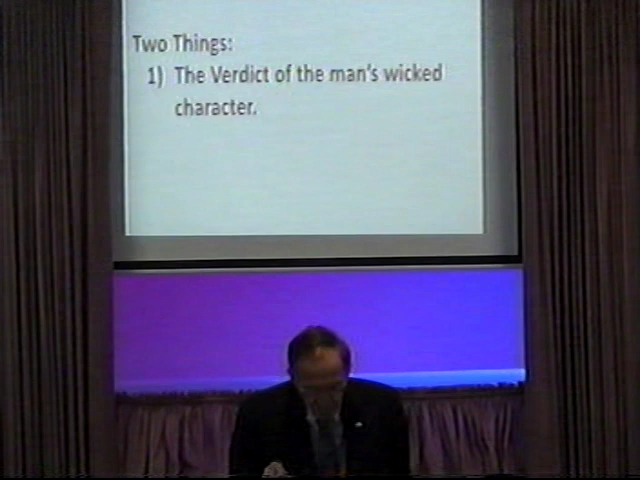 Two Things:
1) The Verdict of the man's wicked
character.